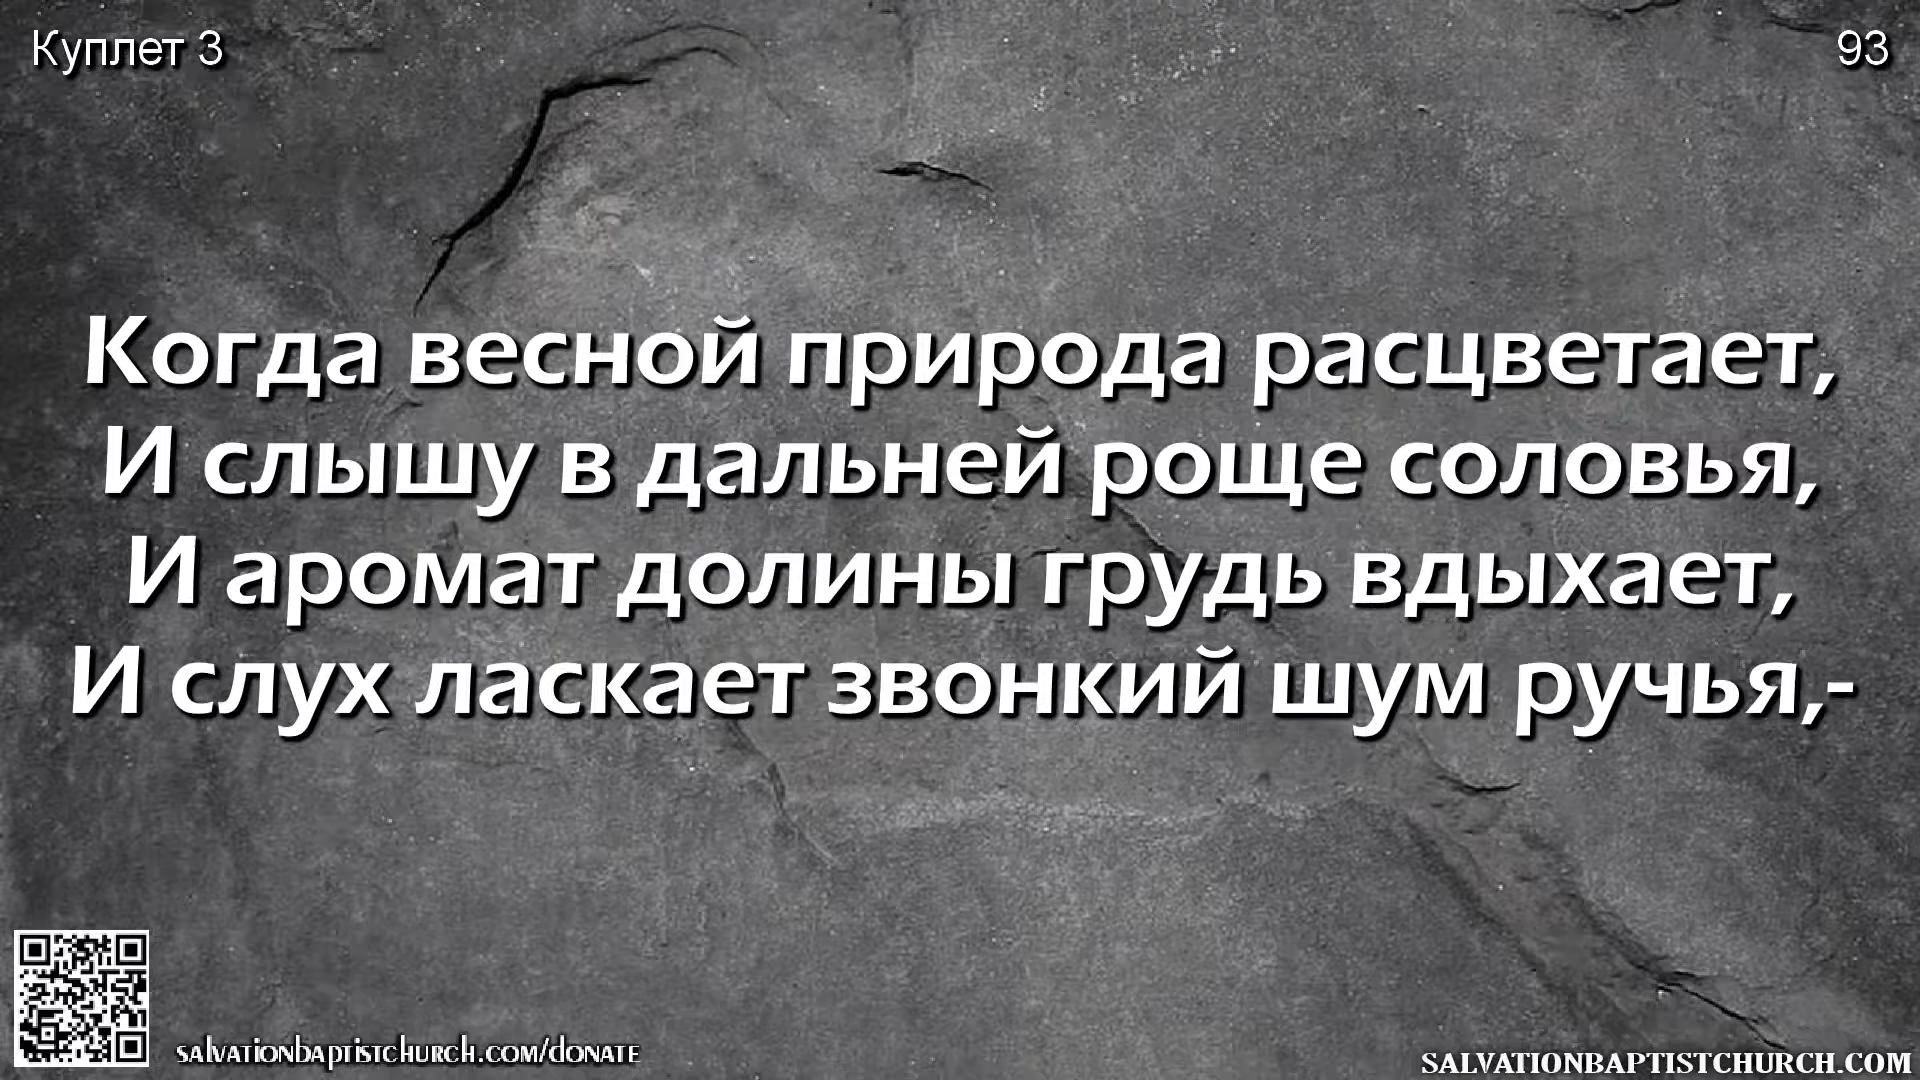 Куплет 3
93
Когда весной природа расцветает,
И слышу в дальней роще соловья,
И аромат долины грудь вдыхает,
И слух ласкает звонкий шум ручья,-
salvationbaptistchurch.com/donate
SALVATIONBAPTISTCHURCH.COM